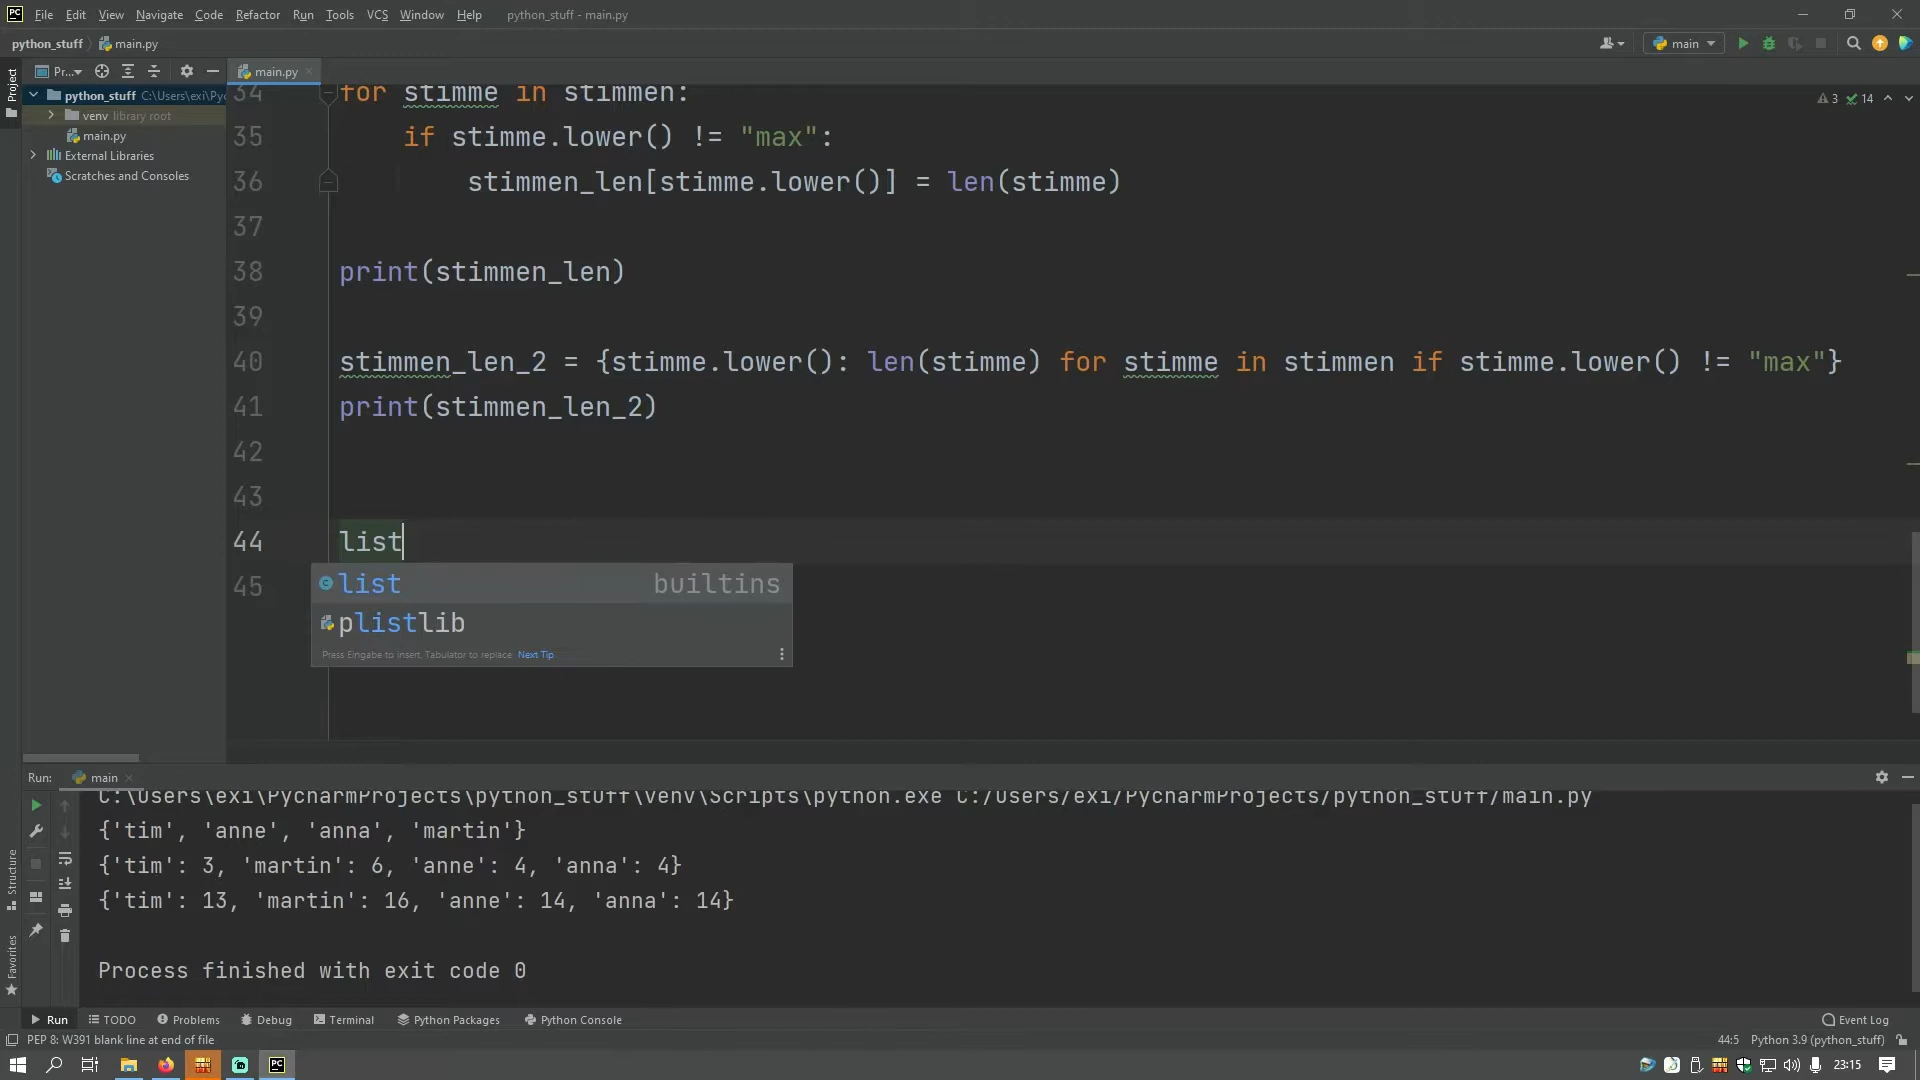 File Edit View Navigate Code Refactor Run Tools VCS Window Help python_stuff - main.py
python_stuff main.py main
Project Pr... main.py
python_stuff C:\Users\exi\Pyc
venv library root
main.py
External Libraries
Scratches and Consoles
3 14
34 for stimme in stimmen:
35 if stimme.lower() != "max":
36 stimmen_len[stimme.lower()] = len(stimme)
37
38 print(stimmen_len)
39
40 stimmen_len_2 = {stimme.lower(): len(stimme) for stimme in stimmen if stimme.lower() != "max"}
41 print(stimmen_len_2)
42
43
44 list
45
list builtins
plistlib
Press Eingabe to insert, Tabulator to replace Next Tip
Run: main
C:\Users\exi\PycharmProjects\python_stuff\venv\Scripts\python.exe C:/Users/exi/PycharmProjects/python_stuff/main.py
{'tim', 'anne', 'anna', 'martin'}
{'tim': 3, 'martin': 6, 'anne': 4, 'anna': 4}
{'tim': 13, 'martin': 16, 'anne': 14, 'anna': 14}
Process finished with exit code 0
Structure
Favorites
Run TODO Problems Debug Terminal Python Packages Python Console Event Log
PEP 8: W391 blank line at end of file 44:5 Python 3.9 (python_stuff)
23:15